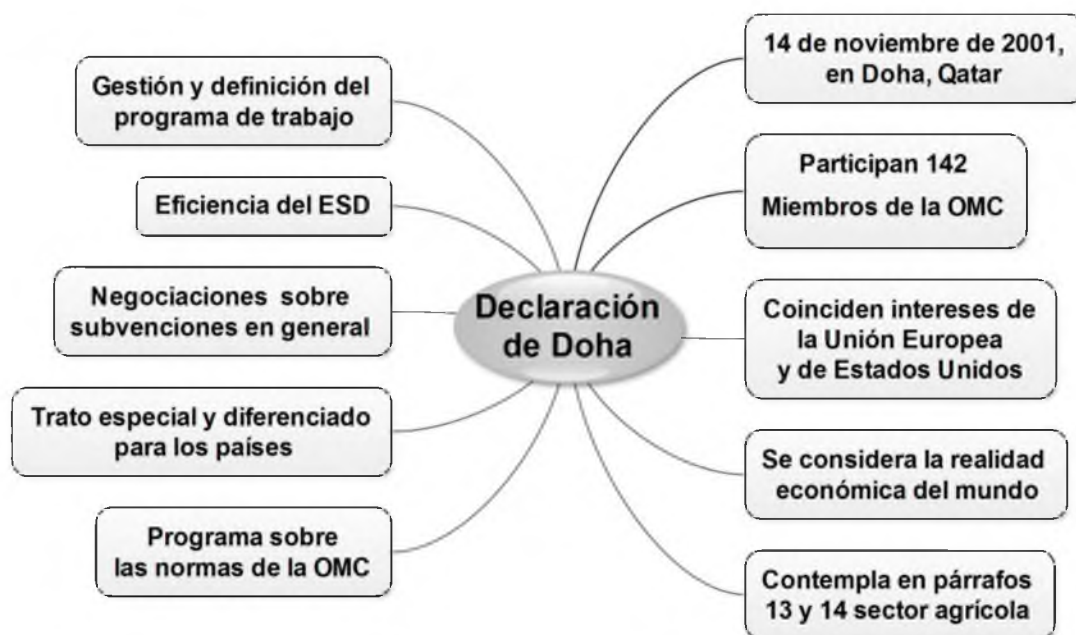 Declaración
de Doha
14 de noviembre de 2001,
en Doha, Qatar
Participan 142
Miembros de la OMC
Coinciden intereses de
la Unión Europea
y de Estados Unidos
Se considera la realidad
económica del mundo
Contempla en párrafos
13 y 14 sector agrícola
Gestión y definición del
programa de trabajo
Eficiencia del ESD
Negociaciones sobre
subvenciones en general
Trato especial y diferenciado
para los países
Programa sobre
las normas de la OMC